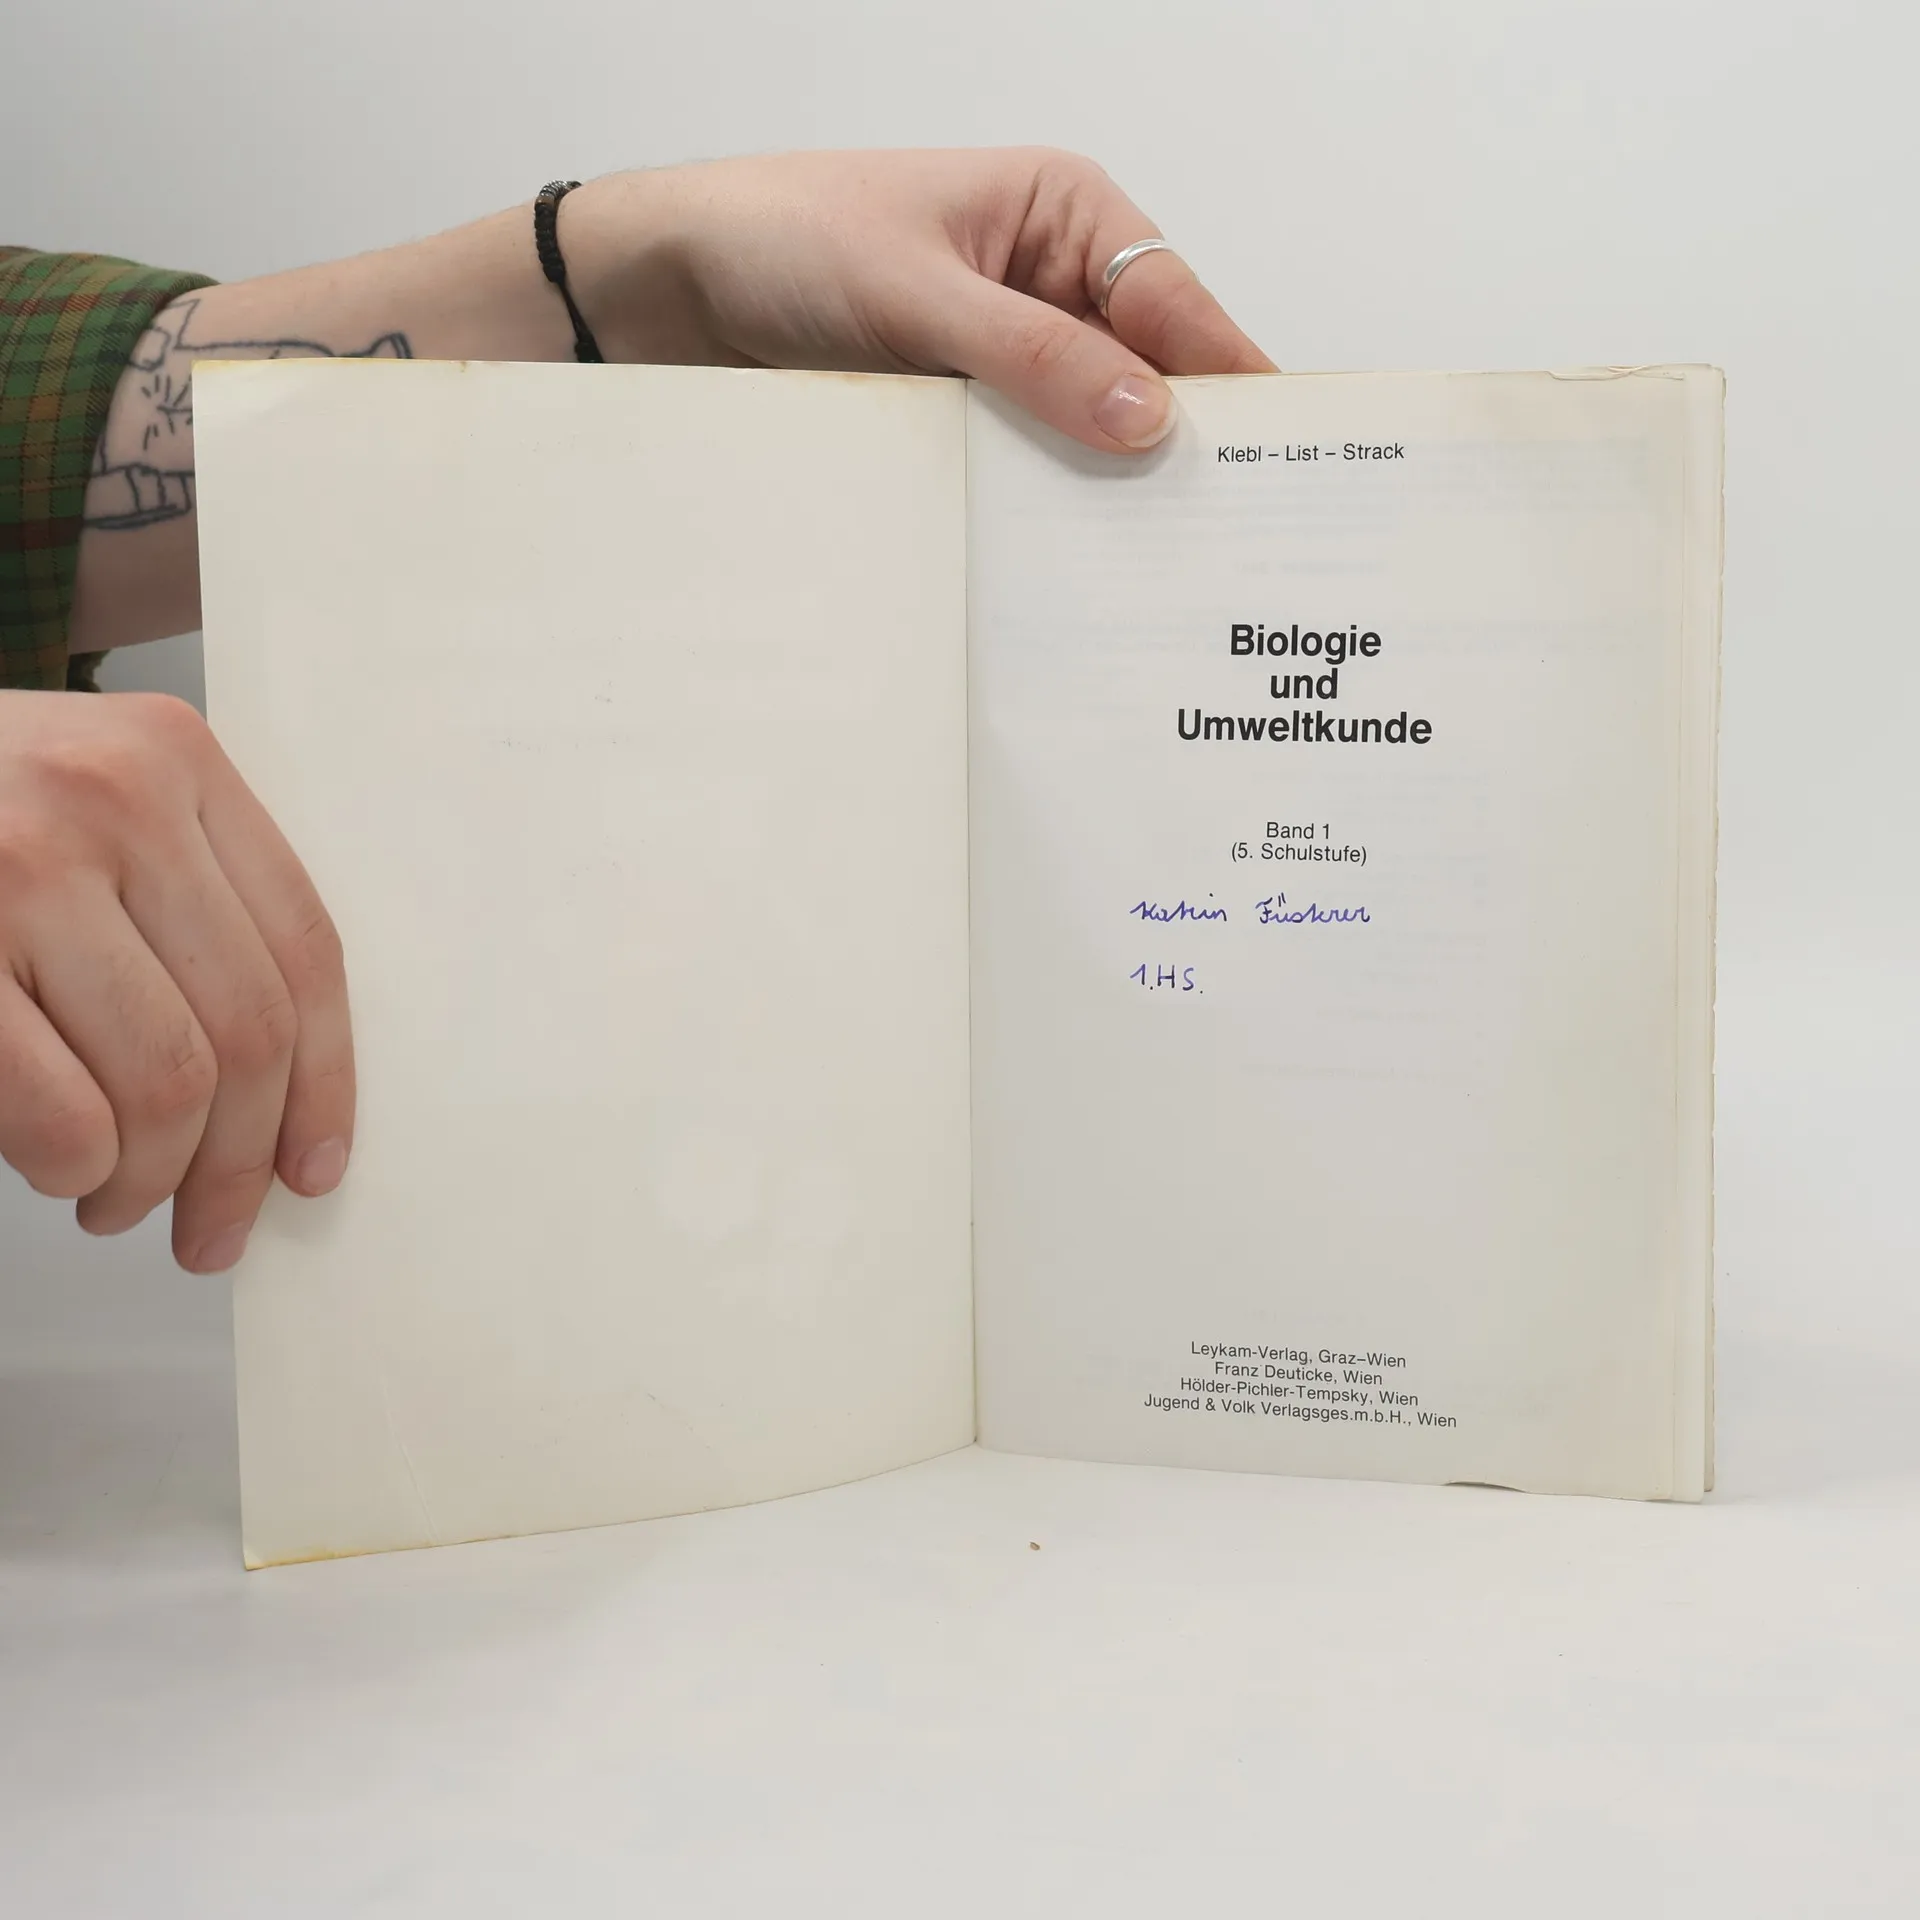 Klebl – List – Strack
Biologie
und
Umweltkunde
Band 1
(5. Schulstufe)
Katrin
1.HS.
Leykam-Verlag, Graz–Wien
Franz Deuticke, Wien
Hölder-Pichler-Tempsky, Wien
Jugend & Volk Verlagsges.m.b.H., Wien